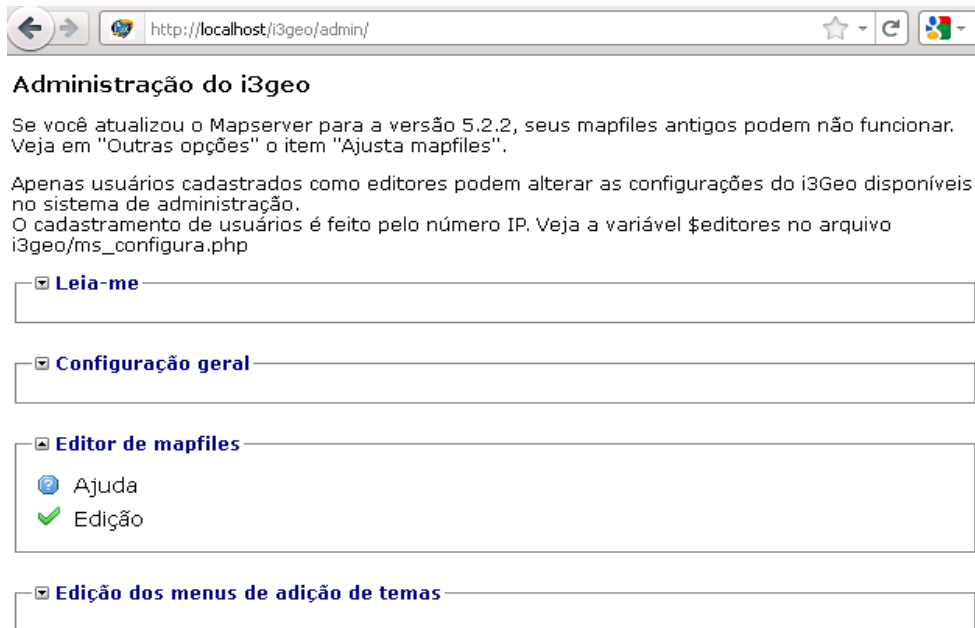 http://localhost/i3geo/admin/
Administração do i3geo
Se você atualizou o Mapserver para a versão 5.2.2, seus mapfiles antigos podem não funcionar.
Veja em "Outras opções" o item "Ajusta mapfiles".
Apenas usuários cadastrados como editores podem alterar as configurações do i3Geo disponíveis
no sistema de administração.
O cadastramento de usuários é feito pelo número IP. Veja a variável $editores no arquivo
i3geo/ms_configura.php
Leia-me
Configuração geral
Editor de mapfiles
Ajuda
Edição
Edição dos menus de adição de temas